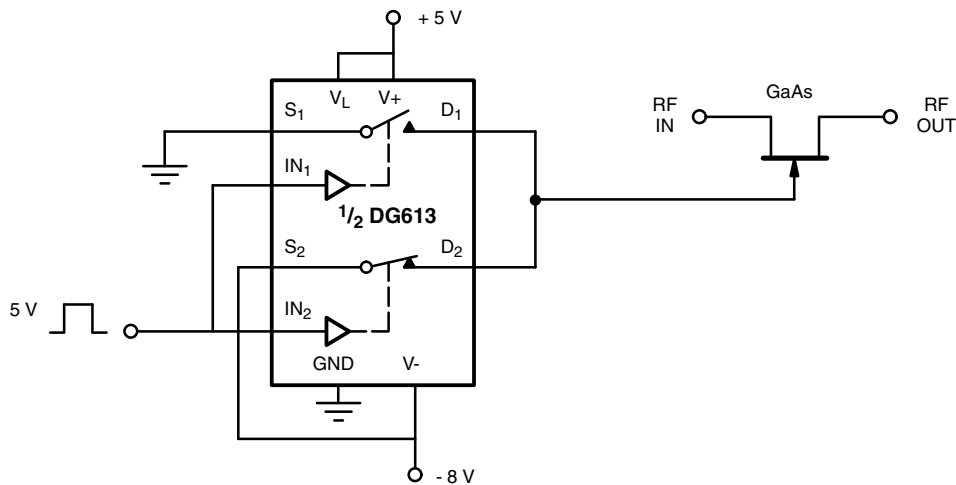 + 5 V
V_L V+
S₁ D₁
RF IN
GaAs
RF OUT
IN₁
1/2 DG613
S₂ D₂
5 V
IN₂
GND V-
- 8 V